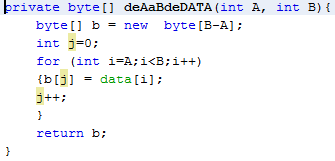 private byte[] deAaBdeDATA(int A, int B){
byte[] b = new  byte[B-A];
int j=0;
for (int i=A;i<B;i++)
{b[j] = data[i];
j++;
}
return b;
}